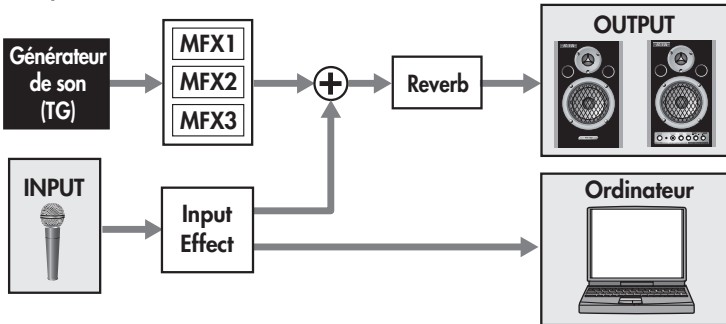 Générateur
de son
(TG)
MFX1
MFX2
MFX3
+
Reverb
OUTPUT
INPUT
Input
Effect
Ordinateur